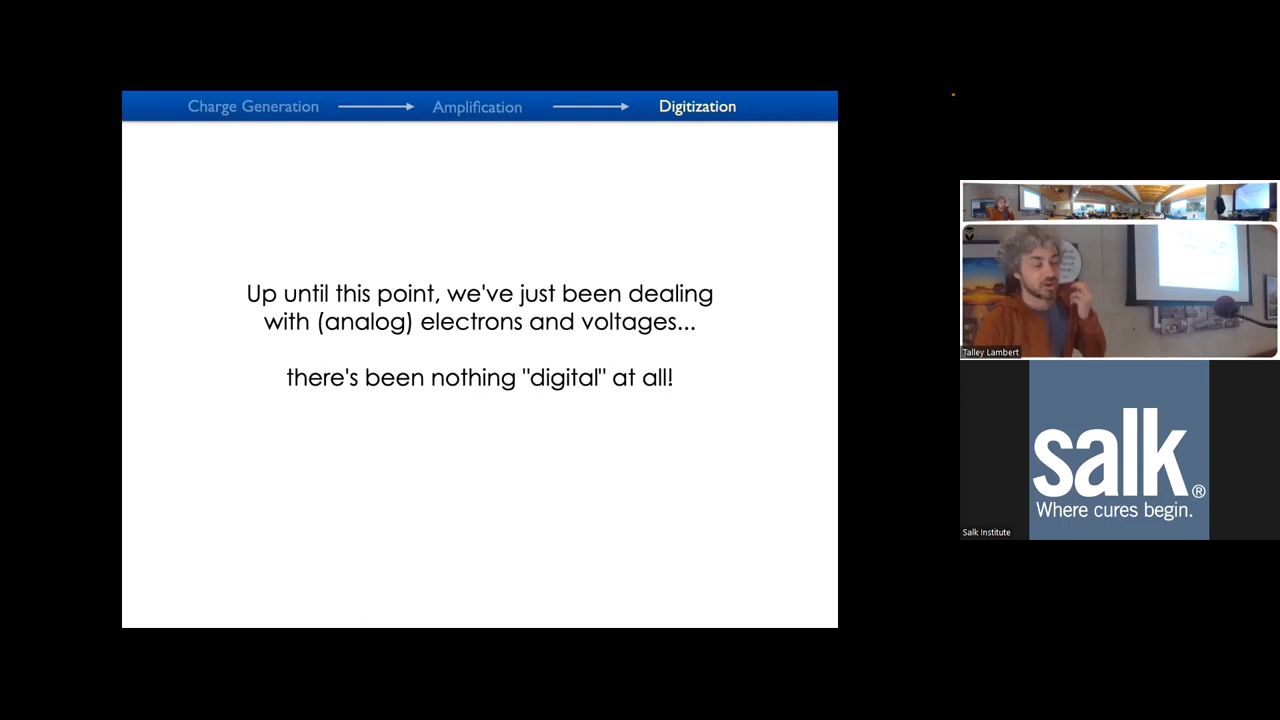 Charge Generation
Amplification
Digitization
Up until this point, we've just been dealing
with (analog) electrons and voltages...
there's been nothing "digital" at all!
Talley Lambert
salk®
Where cures begin.
Salk Institute